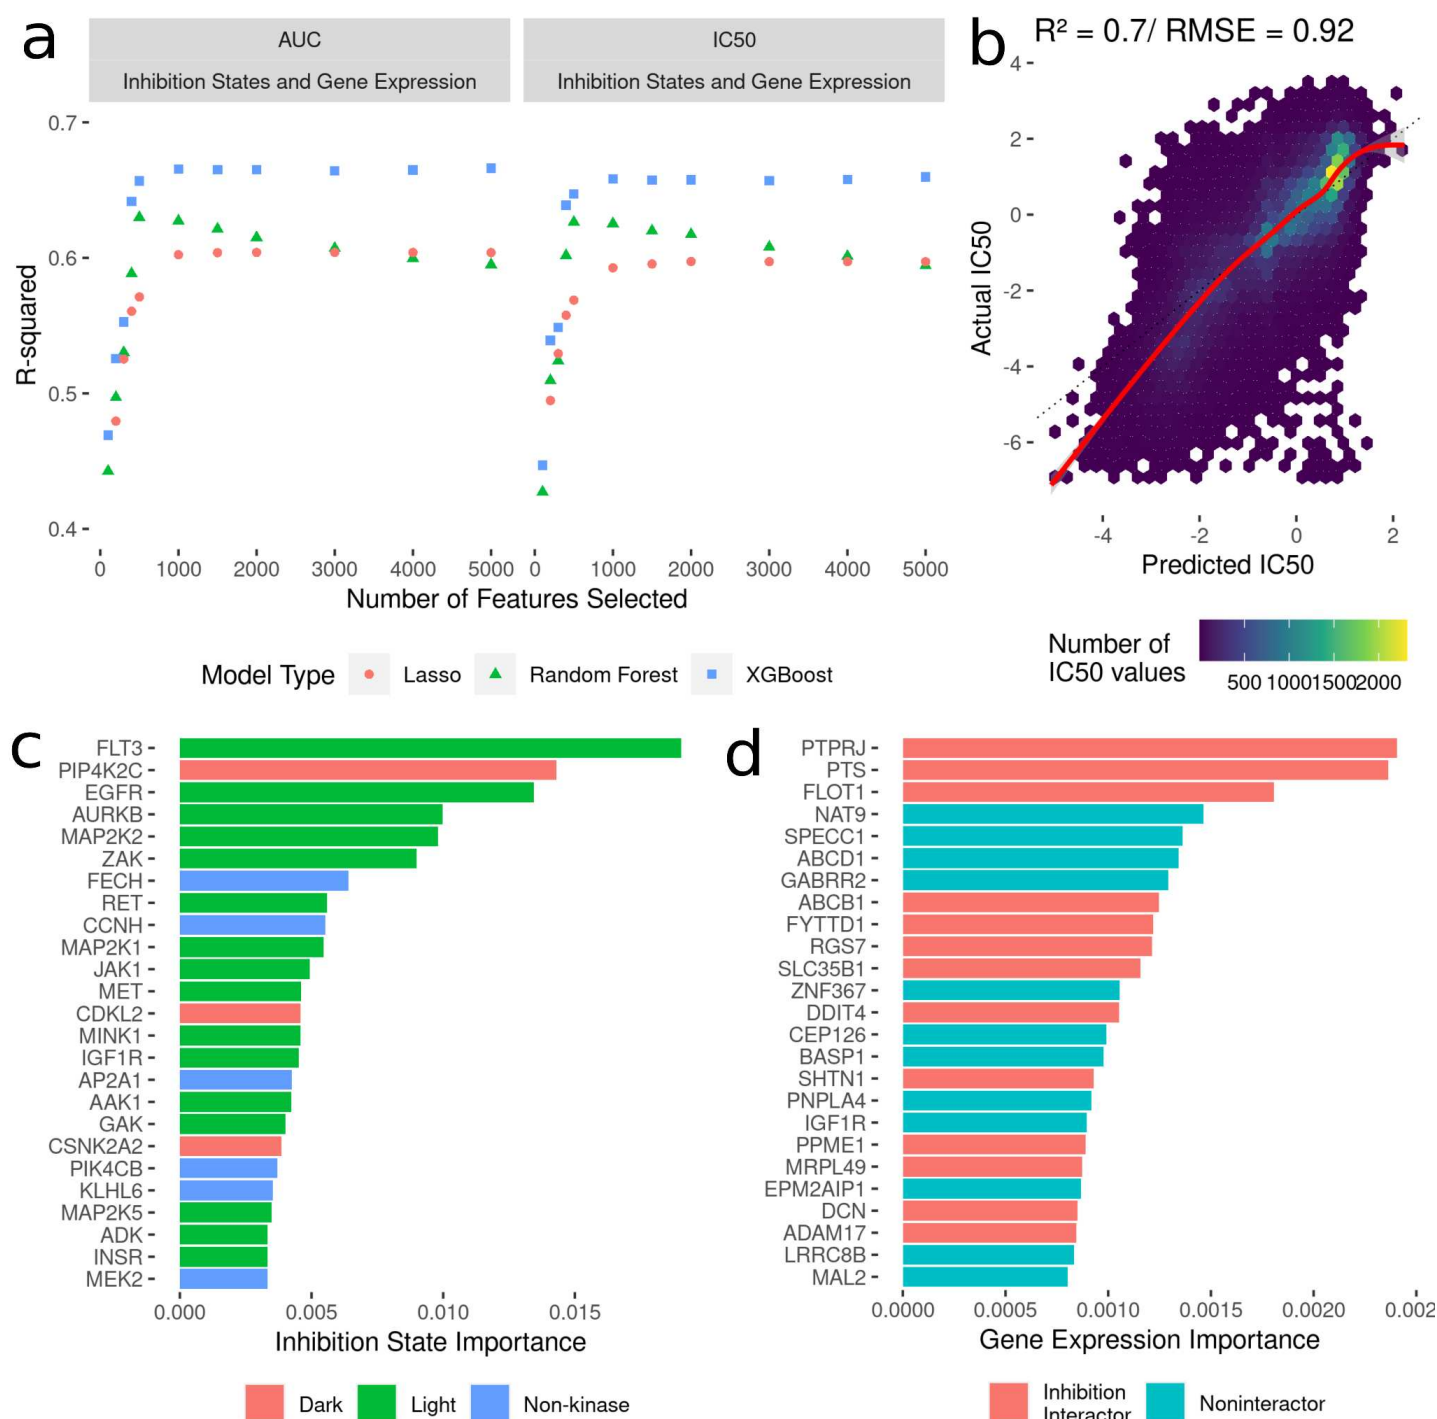 a
AUC
IC50
Inhibition States and Gene Expression
Inhibition States and Gene Expression
0.7
0.6
0.5
0.4
R-squared
0 1000 2000 3000 4000 5000
0 1000 2000 3000 4000 5000
Number of Features Selected
Model Type Lasso Random Forest XGBoost
b
R² = 0.7/ RMSE = 0.92
4
2
0
-2
-4
-6
Actual IC50
-4 -2 0 2
Predicted IC50
Number of
IC50 values
500 1000 1500 2000
c
FLT3
PIP4K2C
EGFR
AURKB
MAP2K2
ZAK
FECH
RET
CCNH
MAP2K1
JAK1
MET
CDKL2
MINK1
IGF1R
AP2A1
AAK1
GAK
CSNK2A2
PIK4CB
KLHL6
MAP2K5
ADK
INSR
MEK2
0.000 0.005 0.010 0.015
Inhibition State Importance
Dark Light Non-kinase
d
PTPRJ
PTS
FLOT1
NAT9
SPECC1
ABCD1
GABRR2
ABCB1
FYTTD1
RGS7
SLC35B1
ZNF367
DDIT4
CEP126
BASP1
SHTN1
PNPLA4
IGF1R
PPME1
MRPL49
EPM2AIP1
DCN
ADAM17
LRRC8B
MAL2
0.0000 0.0005 0.0010 0.0015 0.0020 0.002
Gene Expression Importance
Inhibition
Interactor
Noninteractor